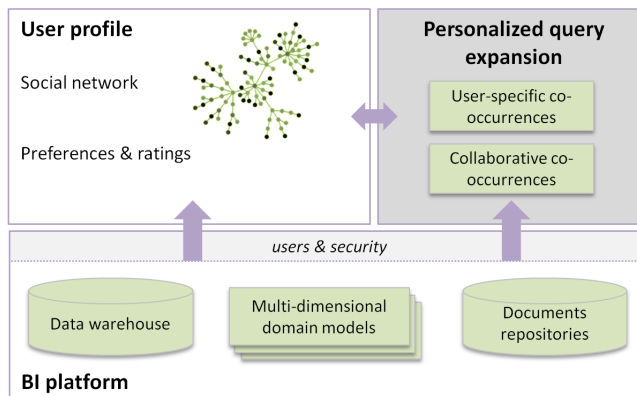 User profile
Social network
Preferences & ratings
Personalized query
expansion
User-specific co-
occurrences
Collaborative co-
occurrences
users & security
Data warehouse
Multi-dimensional
domain models
Documents
repositories
BI platform